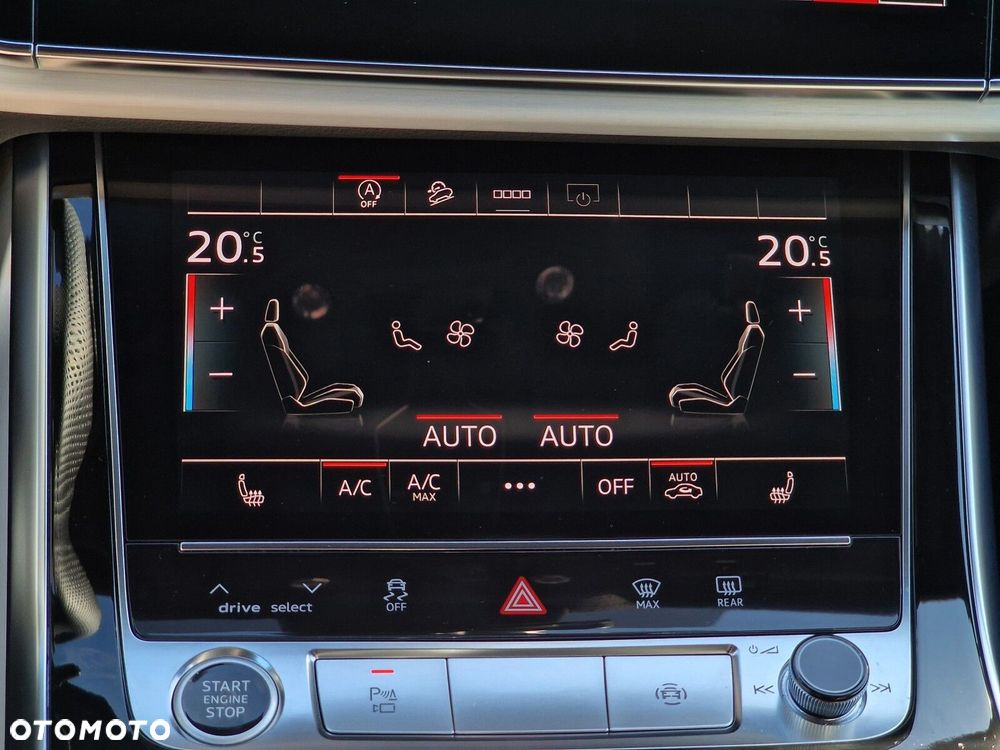 A
OFF
20.5 °C
20.5 °C
+ +
- -
AUTO AUTO
A/C A/C MAX ... OFF AUTO
drive select OFF MAX REAR
START ENGINE STOP
P
OTOMOTO